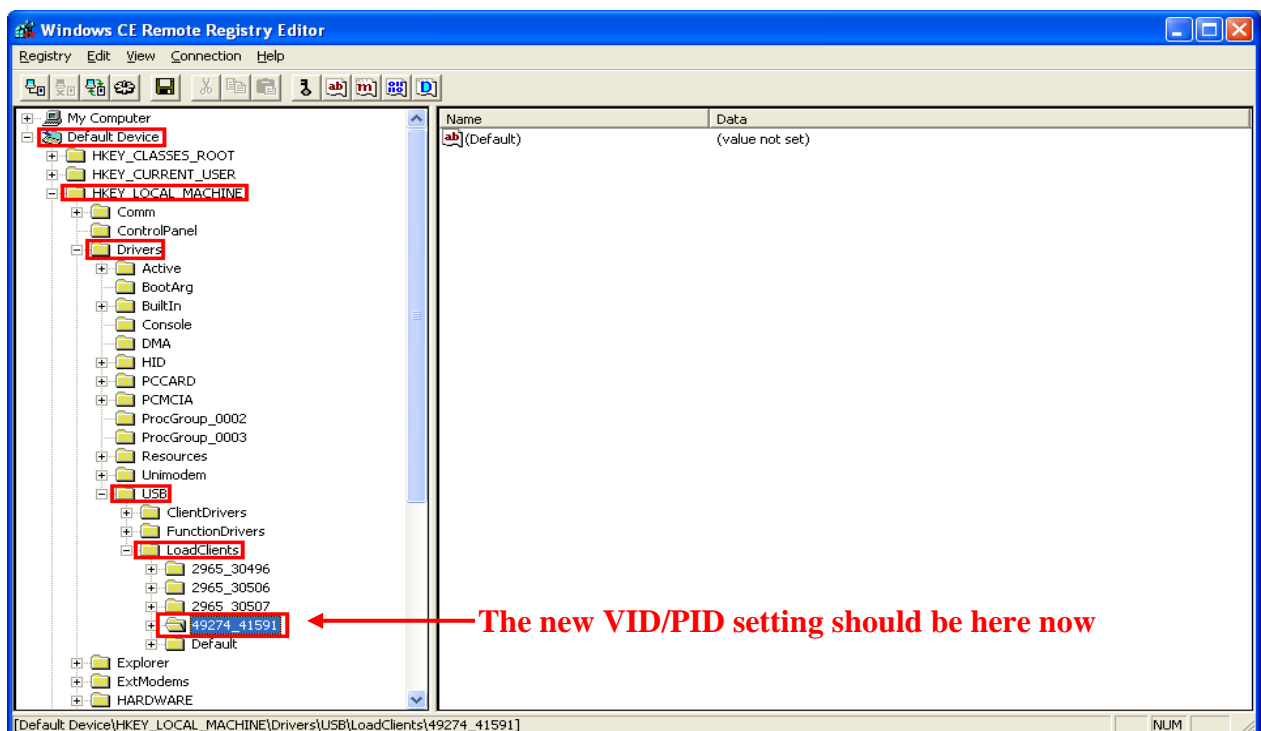 Windows CE Remote Registry Editor
Registry Edit View Connection Help
My Computer
Default Device
HKEY_CLASSES_ROOT
HKEY_CURRENT_USER
HKEY_LOCAL_MACHINE
Comm
ControlPanel
Drivers
Active
BootArg
BuiltIn
Console
DMA
HID
PCCARD
PCMCIA
ProcGroup_0002
ProcGroup_0003
Resources
Unimodem
USB
ClientDrivers
FunctionDrivers
LoadClients
2965_30496
2965_30506
2965_30507
49274_41591
Default
Explorer
ExtModems
HARDWARE
Name Data
ab (Default) (value not set)
The new VID/PID setting should be here now
[Default Device\HKEY_LOCAL_MACHINE\Drivers\USB\LoadClients\49274_41591] NUM